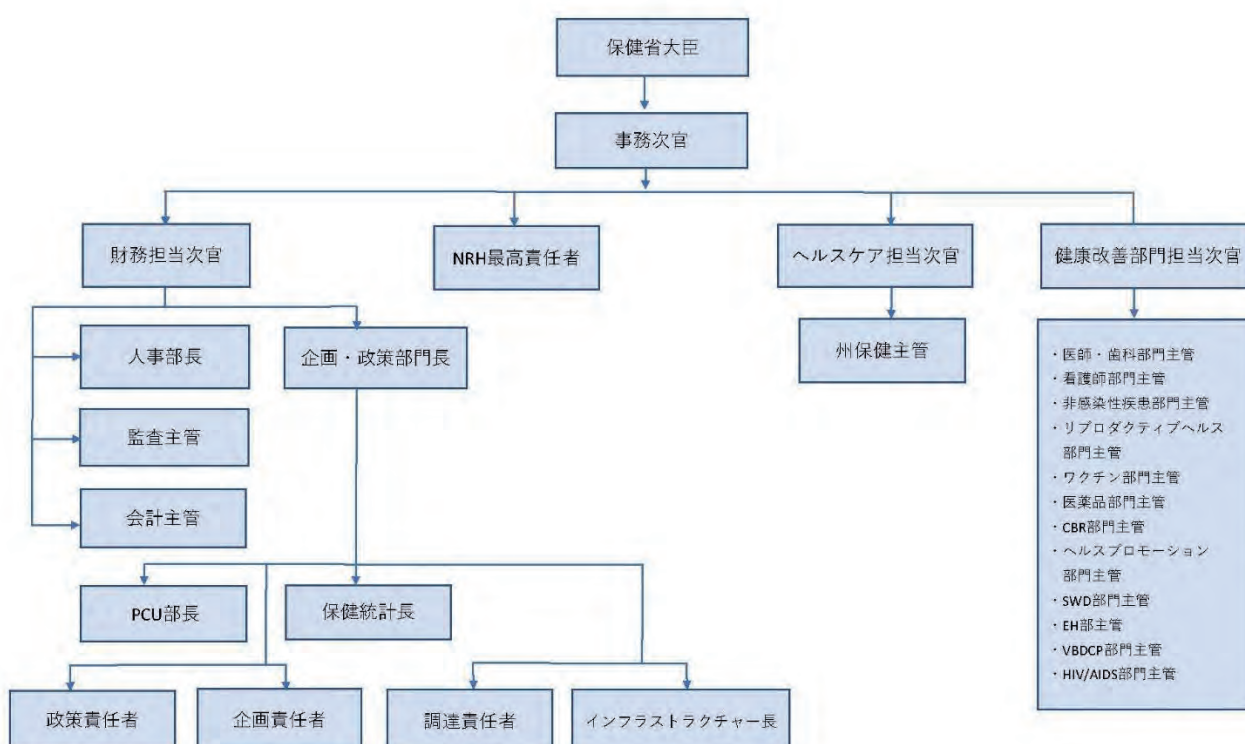 保健省大臣
事務次官
財務担当次官
NRH最高責任者
ヘルスケア担当次官
健康改善部門担当次官
人事部長
企画・政策部門長
州保健主管
監査主管
会計主管
・医師・歯科部門主管
・看護師部門主管
・非感染性疾患部門主管
・リプロダクティブヘルス
部門主管
・ワクチン部門主管
・医薬品部門主管
・CBR部門主管
・ヘルスプロモーション
部門主管
・SWD部門主管
・EH部主管
・VBDCP部門主管
・HIV/AIDS部門主管
PCU部長
保健統計長
政策責任者
企画責任者
調達責任者
インフラストラクチャー長